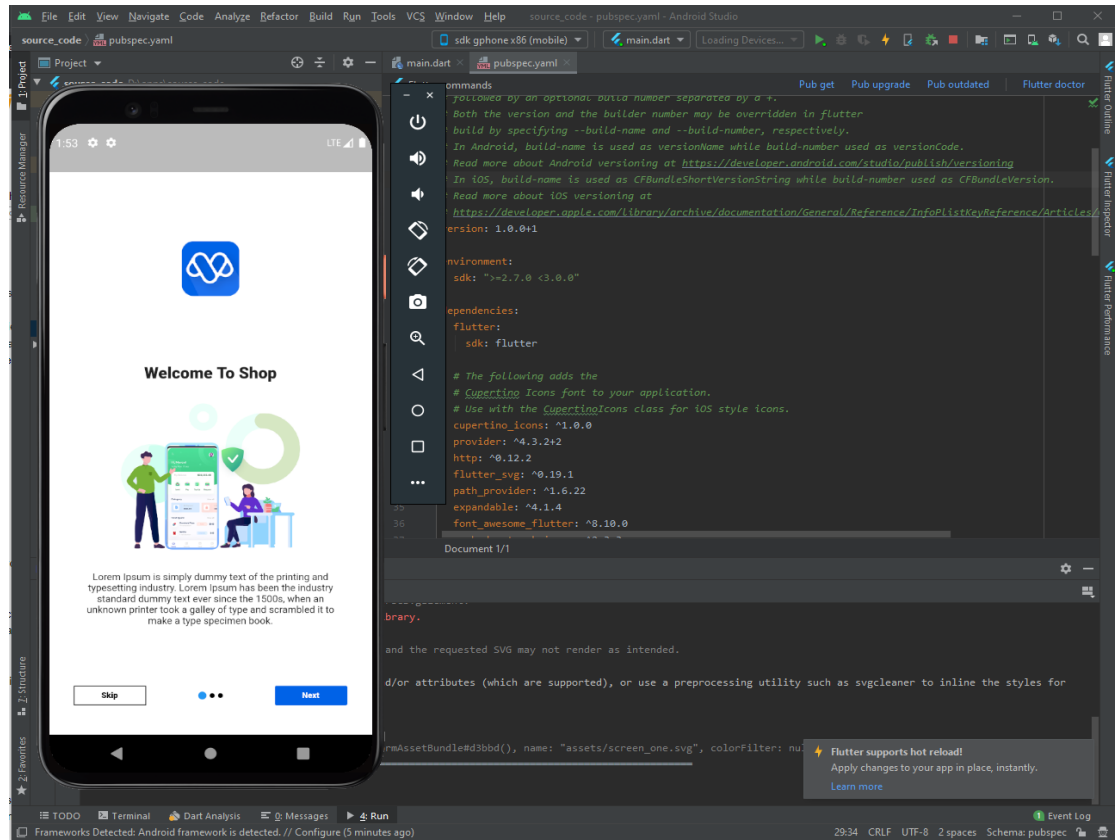 File Edit View Navigate Code Analyze Refactor Build Run Tools VCS Window Help source_code - pubspec.yaml - Android Studio
source_code pubspec.yaml
sdk gphone x86 (mobile) main.dart Loading Devices...
Project
main.dart pubspec.yaml
source_code
ommands Pub get Pub upgrade Pub outdated Flutter doctor
1: Project
Resource Manager
7: Structure
2: Favorites
Flutter Outline
Flutter Inspector
Flutter Performance
1:53 LTE
Welcome To Shop
Lorem Ipsum is simply dummy text of the printing and
typesetting industry. Lorem Ipsum has been the industry
standard dummy text ever since the 1500s, when an
unknown printer took a galley of type and scrambled it to
make a type specimen book.
Skip Next
followed by an optional build number separated by a +.
Both the version and the builder number may be overridden in flutter
build by specifying --build-name and --build-number, respectively.
In Android, build-name is used as versionName while build-number used as versionCode.
Read more about Android versioning at https://developer.android.com/studio/publish/versioning
In iOS, build-name is used as CFBundleShortVersionString while build-number used as CFBundleVersion.
Read more about iOS versioning at
https://developer.apple.com/library/archive/documentation/General/Reference/InfoPlistKeyReference/Articles/
ersion: 1.0.0+1
nvironment:
sdk: ">=2.7.0 <3.0.0"
ependencies:
flutter:
sdk: flutter
# The following adds the
# Cupertino Icons font to your application.
# Use with the CupertinoIcons class for iOS style icons.
cupertino_icons: ^1.0.0
provider: ^4.3.2+2
http: ^0.12.2
flutter_svg: ^0.19.1
path_provider: ^1.6.22
35 expandable: ^4.1.4
36 font_awesome_flutter: ^8.10.0
Document 1/1
brary.
and the requested SVG may not render as intended.
d/or attributes (which are supported), or use a preprocessing utility such as svgcleaner to inline the styles for
rmAssetBundle#d3bbd(), name: "assets/screen_one.svg", colorFilter: nu
Flutter supports hot reload!
Apply changes to your app in place, instantly.
Learn more
TODO Terminal Dart Analysis 0: Messages 4: Run 1 Event Log
Frameworks Detected: Android framework is detected. // Configure (5 minutes ago) 29:34 CRLF UTF-8 2 spaces Schema: pubspec